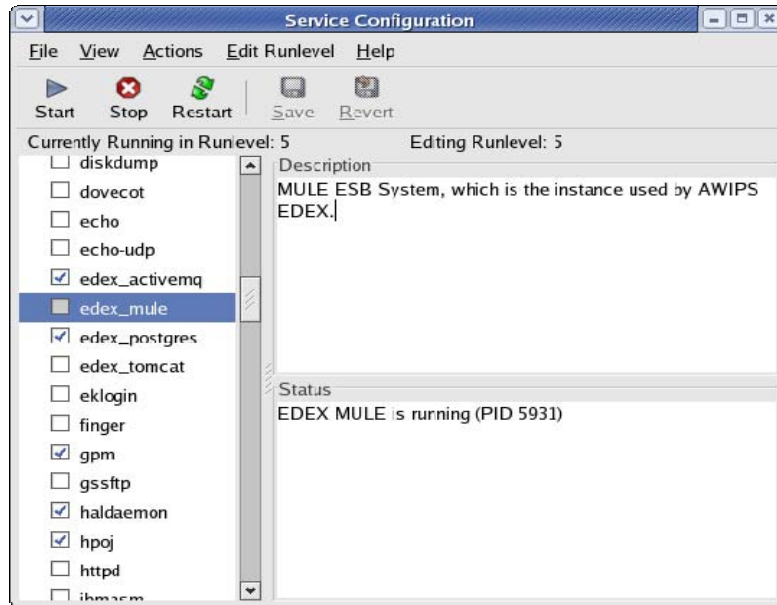 Service Configuration
File View Actions Edit Runlevel Help
Start Stop Restart Save Revert
Currently Running in Runlevel: 5 Editing Runlevel: 5
diskdump
dovecot
echo
echo-udp
edex_activemq
edex_mule
edex_postgres
edex_tomcat
eklogin
finger
gpm
gssftp
haldaemon
hpoj
httpd
Description
MULE ESB System, which is the instance used by AWIPS
EDEX.
Status
EDEX MULE is running (PID 5931)